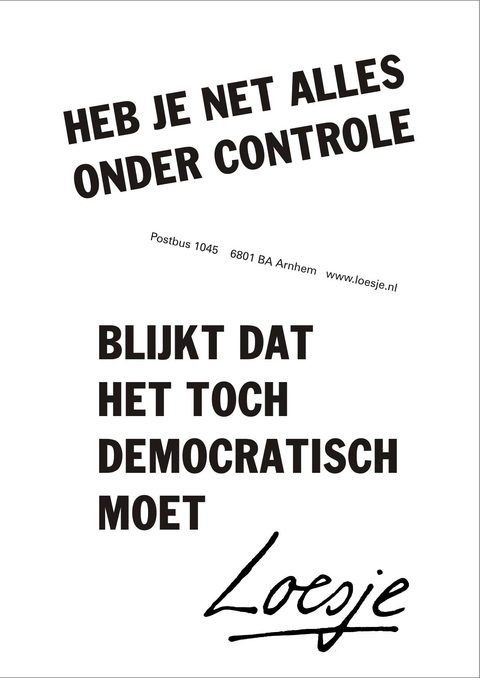 HEB JE NET ALLES
ONDER CONTROLE
Postbus 1045 6801 BA Arnhem www.loesje.nl
BLIJKT DAT
HET TOCH
DEMOCRATISCH
MOET
Loesje